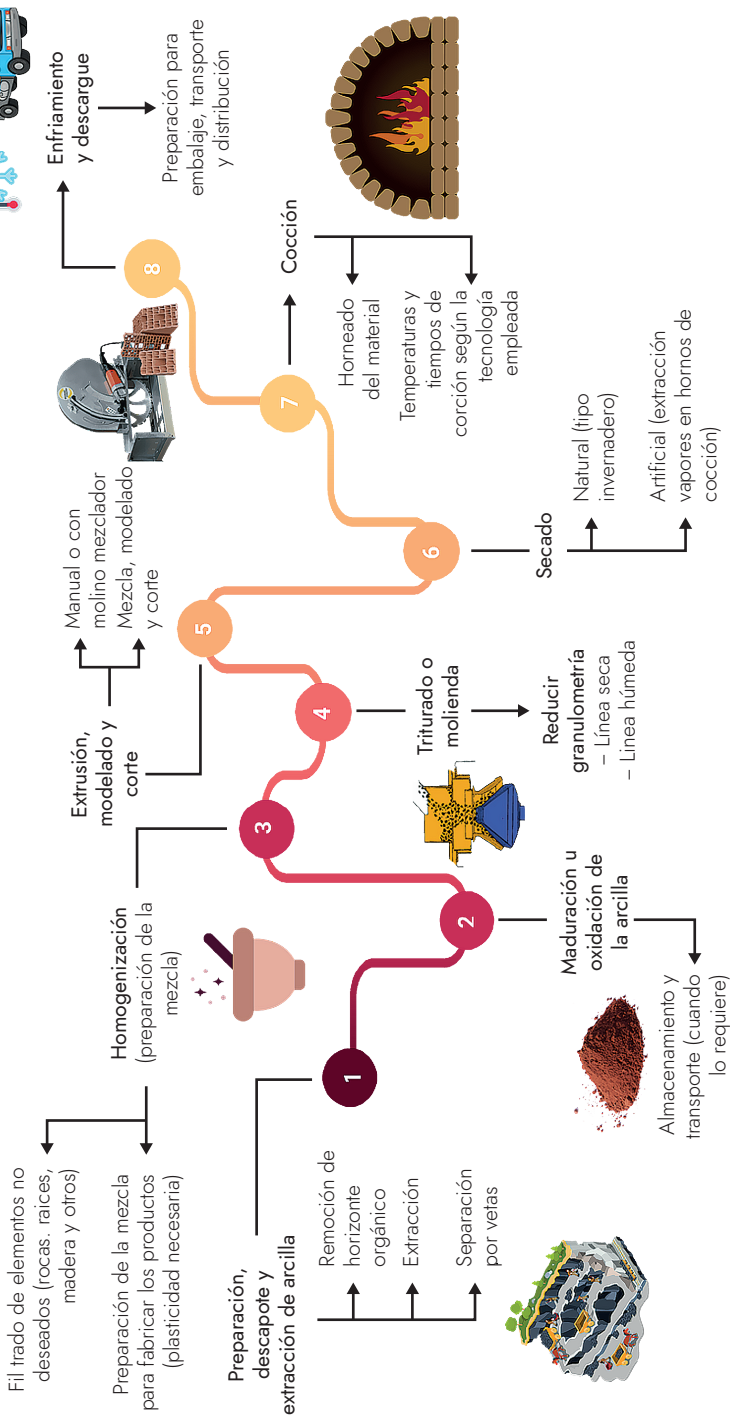 1
Preparación,
descapote y
extracción de arcilla
Remoción de
horizonte
orgánico
Extracción
Separación
por vetas
2
Maduración u
oxidación de
la arcilla
Almacenamiento y
transporte (cuando
lo requiere)
3
Homogenización
(preparación de la
mezcla)
Fil trado de elementos no
deseados (rocas. raíces,
madera y otros)
Preparación de la mezcla
para fabricar los productos
(plasticidad necesaria)
4
Triturado o
molienda
Reducir
granulometría
– Línea seca
– Linea húmeda
5
Extrusión,
modelado y
corte
Manual o con
molino mezclador
Mezcla, modelado
y corte
6
Secado
Natural (tipo
invernadero)
Artificial (extracción
vapores en hornos de
cocción)
7
Cocción
Horneado
del material
Temperaturas y
tiempos de
corción según la
tecnología
empleada
8
Enfriamiento
y descargue
Preparación para
embalaje, transporte
y distribución